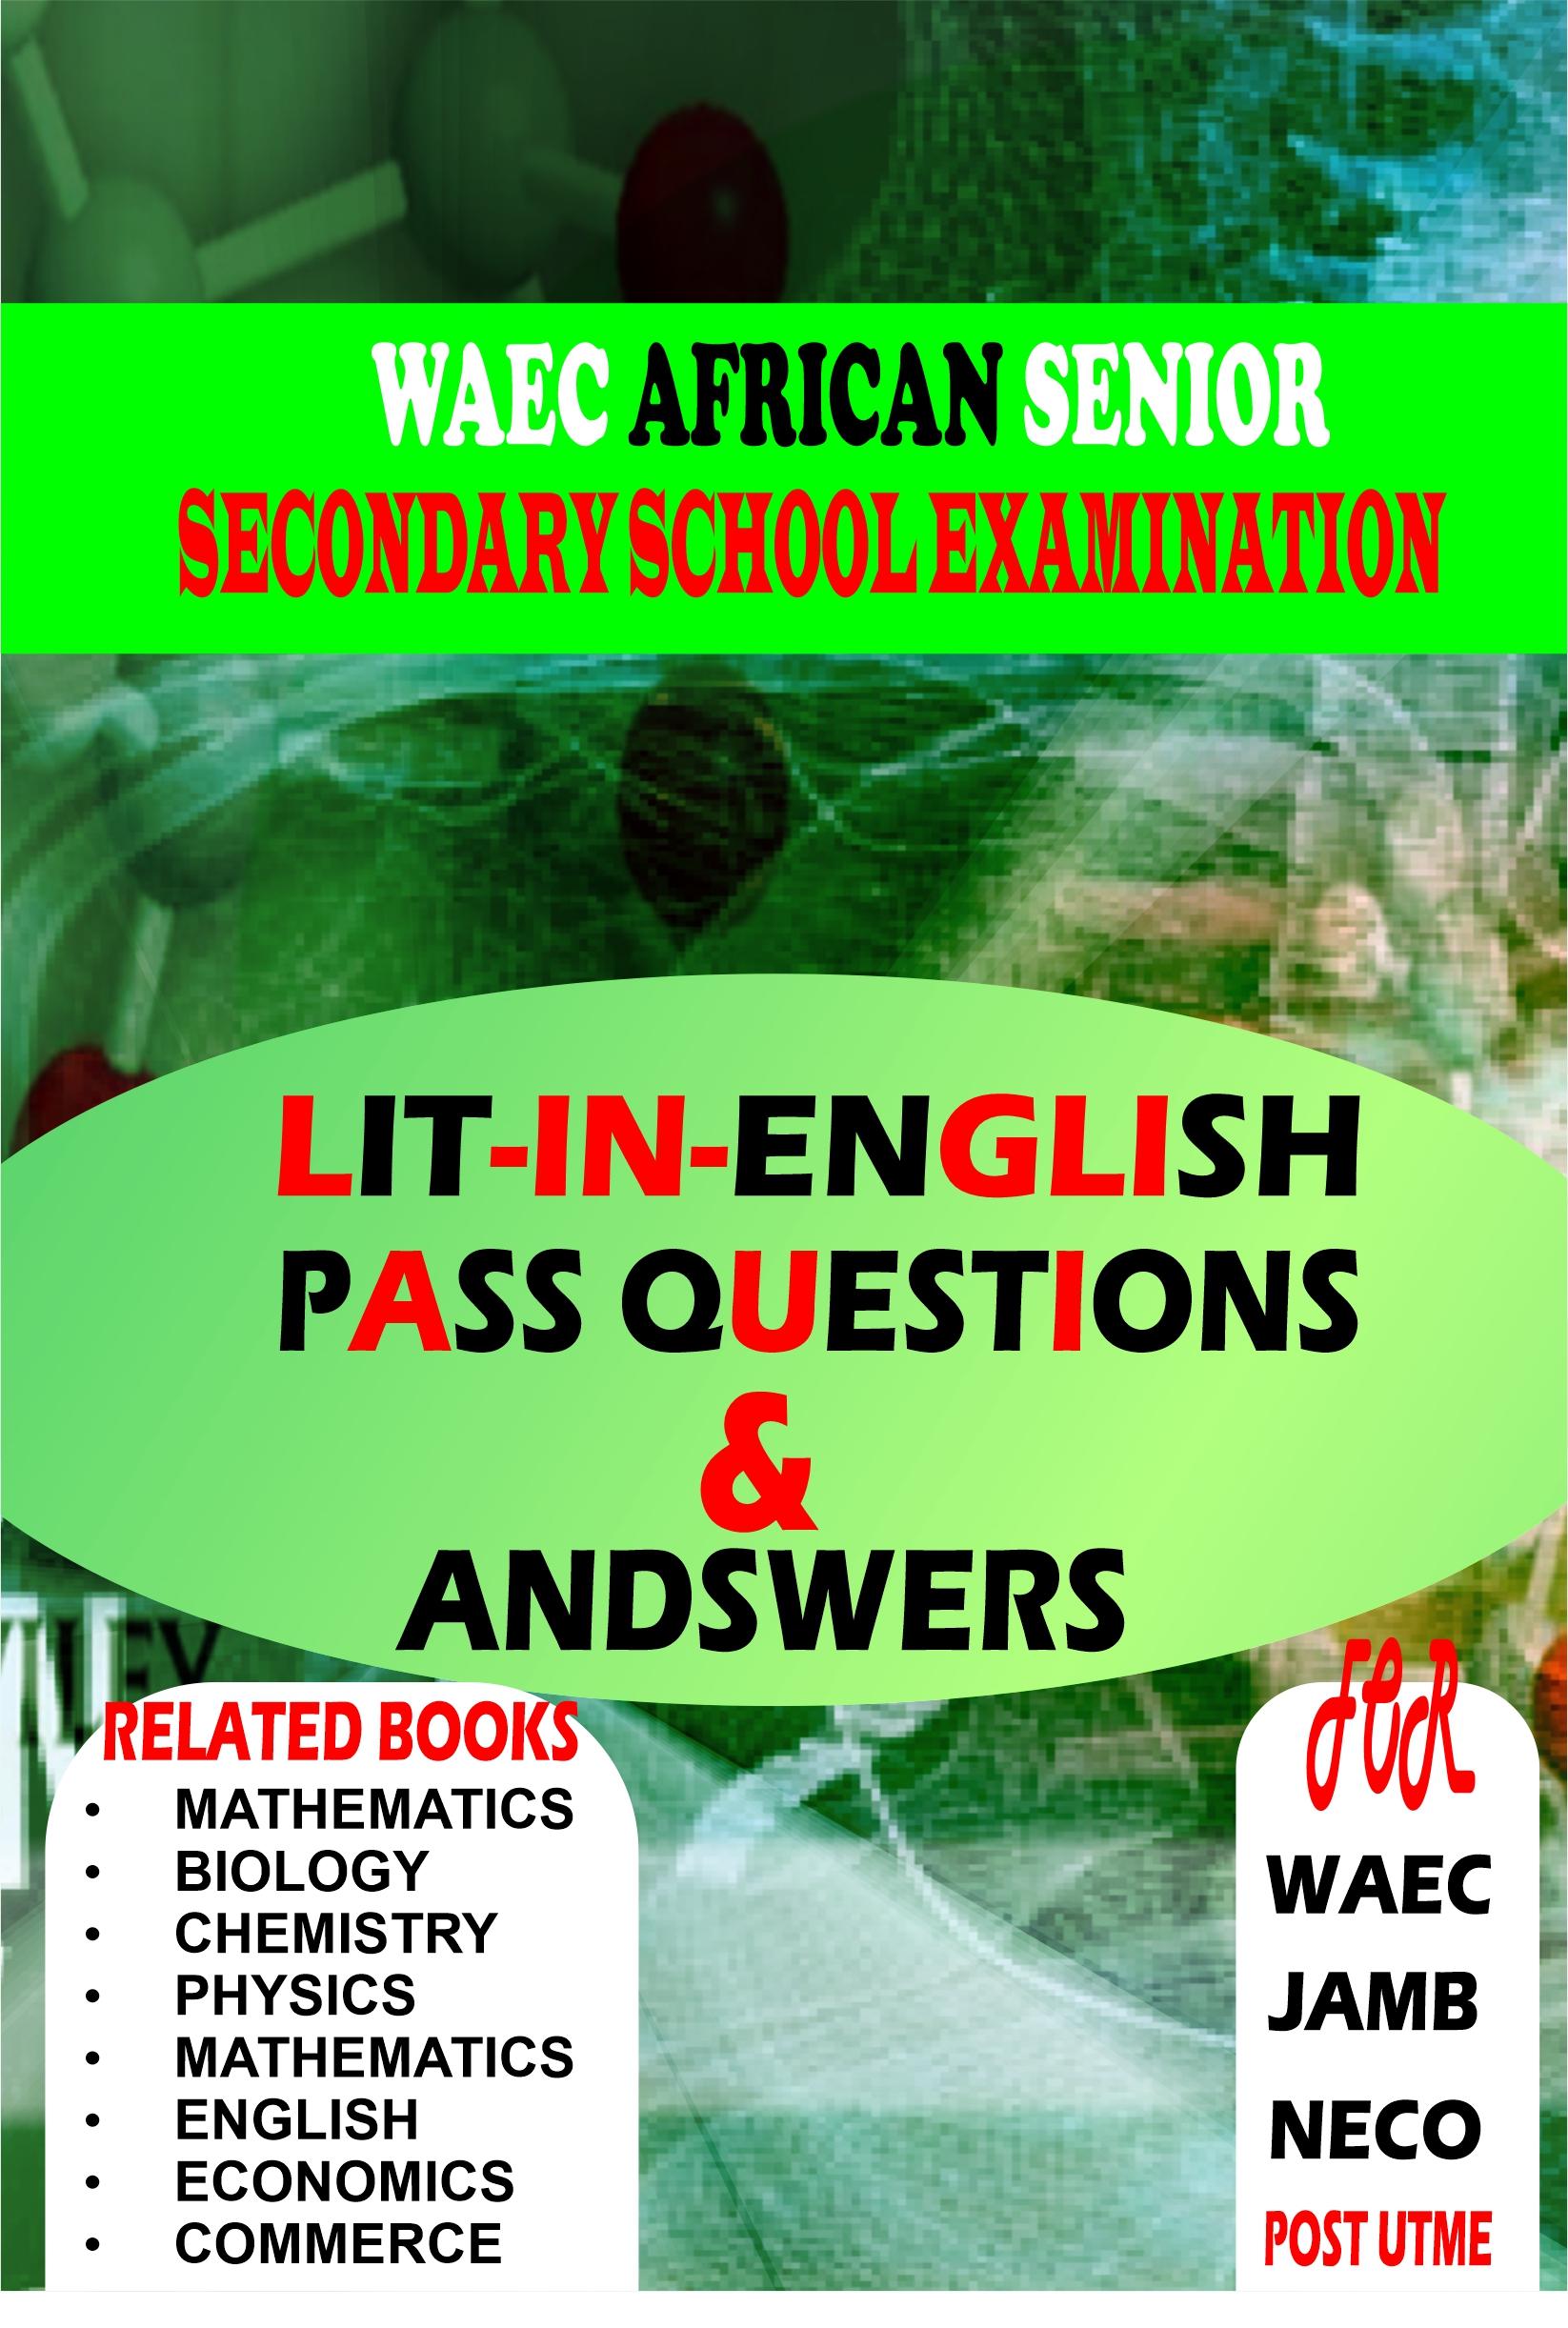 WAEC AFRICAN SENIOR
SECONDARY SCHOOL EXAMINATION
LIT-IN-ENGLISH
PASS QUESTIONS
&
ANDSWERS
RELATED BOOKS
• MATHEMATICS
• BIOLOGY
• CHEMISTRY
• PHYSICS
• MATHEMATICS
• ENGLISH
• ECONOMICS
• COMMERCE
FOR
WAEC
JAMB
NECO
POST UTME